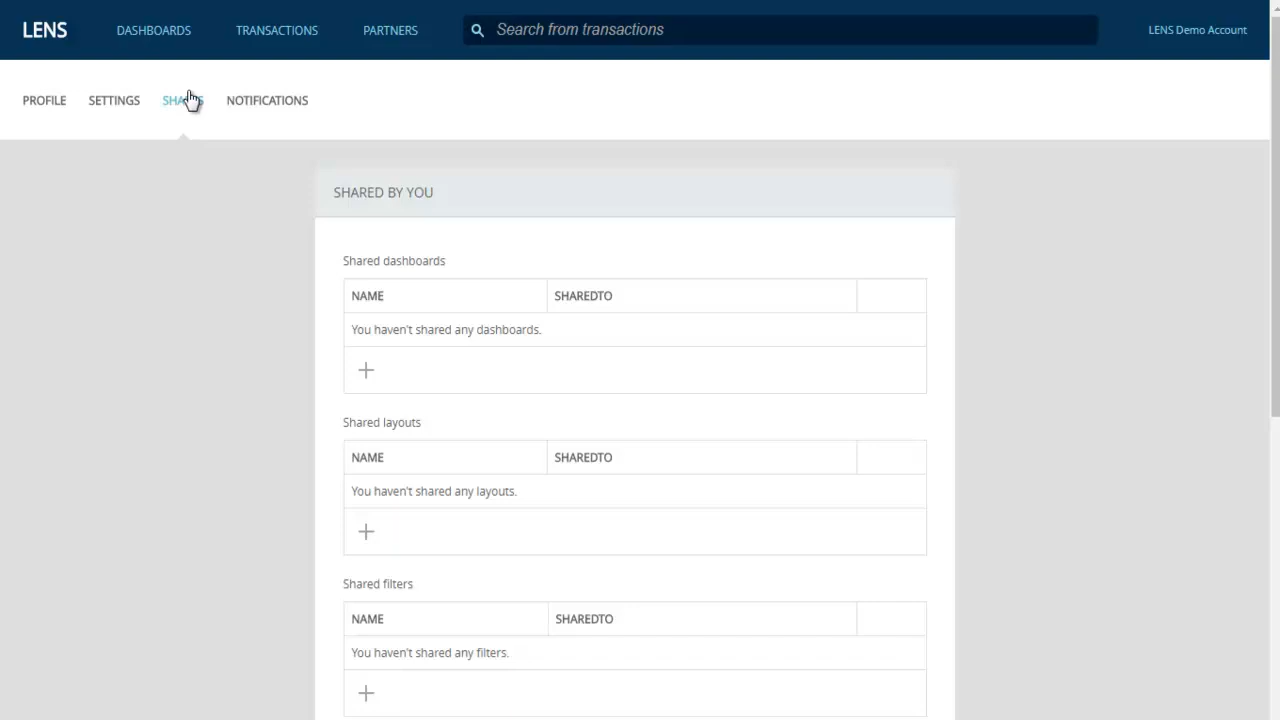 LENS
DASHBOARDS
TRANSACTIONS
PARTNERS
Search from transactions
LENS Demo Account
PROFILE
SETTINGS
NOTIFICATIONS
SHARED BY YOU
Shared dashboards
NAME
SHAREDTO
You haven't shared any dashboards.
Shared layouts
NAME
SHAREDTO
You haven't shared any layouts.
Shared filters
NAME
SHAREDTO
You haven't shared any filters.